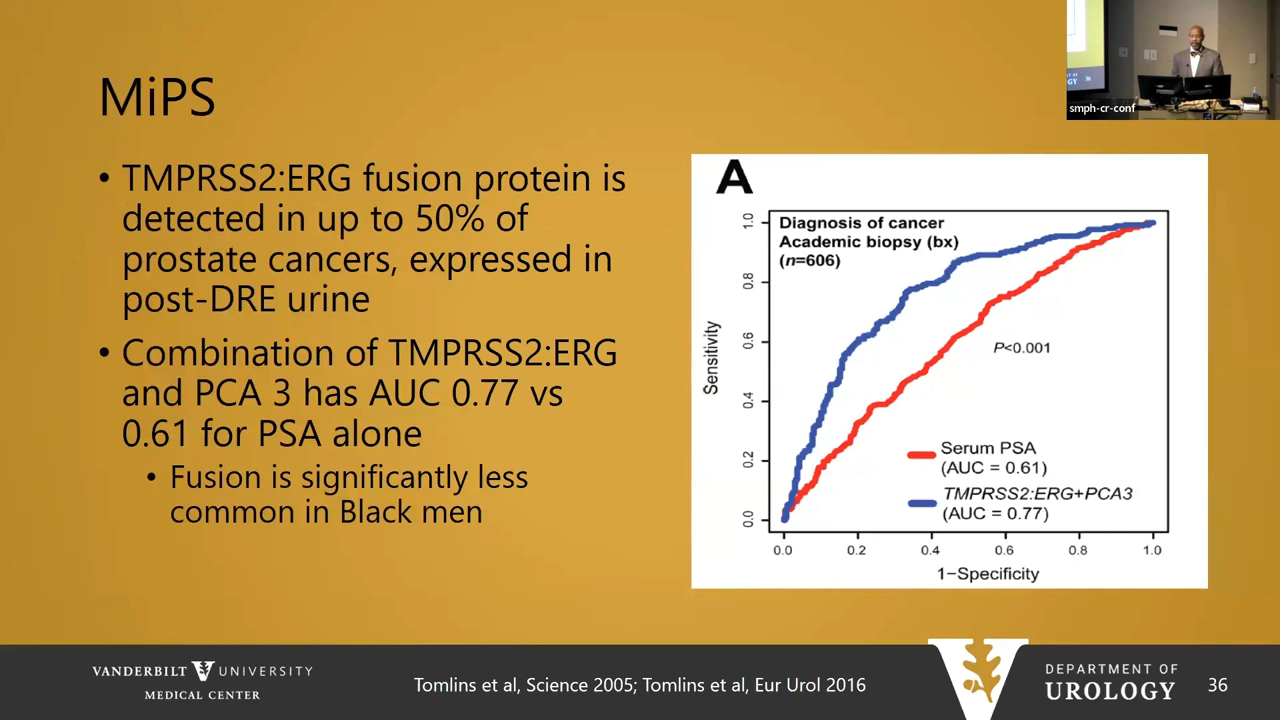 MiPS
• TMPRSS2:ERG fusion protein is
detected in up to 50% of
prostate cancers, expressed in
post-DRE urine
• Combination of TMPRSS2:ERG
and PCA 3 has AUC 0.77 vs
0.61 for PSA alone
• Fusion is significantly less
common in Black men
smph-cr-conf
A
Diagnosis of cancer
Academic biopsy (bx)
(n=606)
P<0.001
Serum PSA
(AUC = 0.61)
TMPRSS2:ERG+PCA3
(AUC = 0.77)
Sensitivity
1.0
0.8
0.6
0.4
0.2
0.0
0.0 0.2 0.4 0.6 0.8 1.0
1−Specificity
VANDERBILT UNIVERSITY
MEDICAL CENTER
Tomlins et al, Science 2005; Tomlins et al, Eur Urol 2016
DEPARTMENT OF
UROLOGY
36